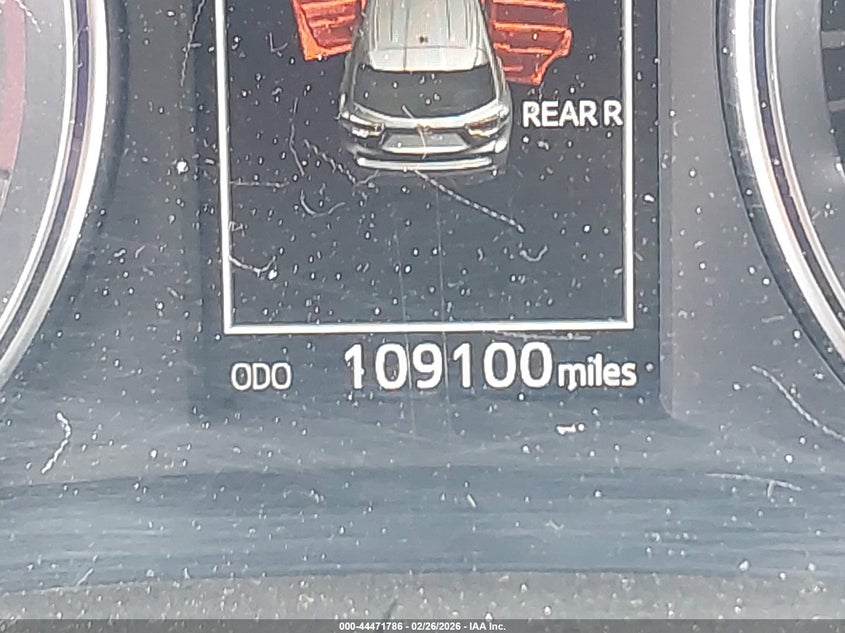 REAR R
ODO 109100 miles
000-44471786 - 02/26/2026 - IAA Inc.